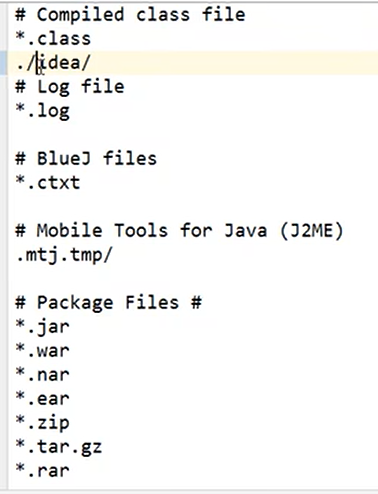 # Compiled class file
*.class
./idea/
# Log file
*.log
# BlueJ files
*.ctxt
# Mobile Tools for Java (J2ME)
.mtj.tmp/
# Package Files #
*.jar
*.war
*.nar
*.ear
*.zip
*.tar.gz
*.rar